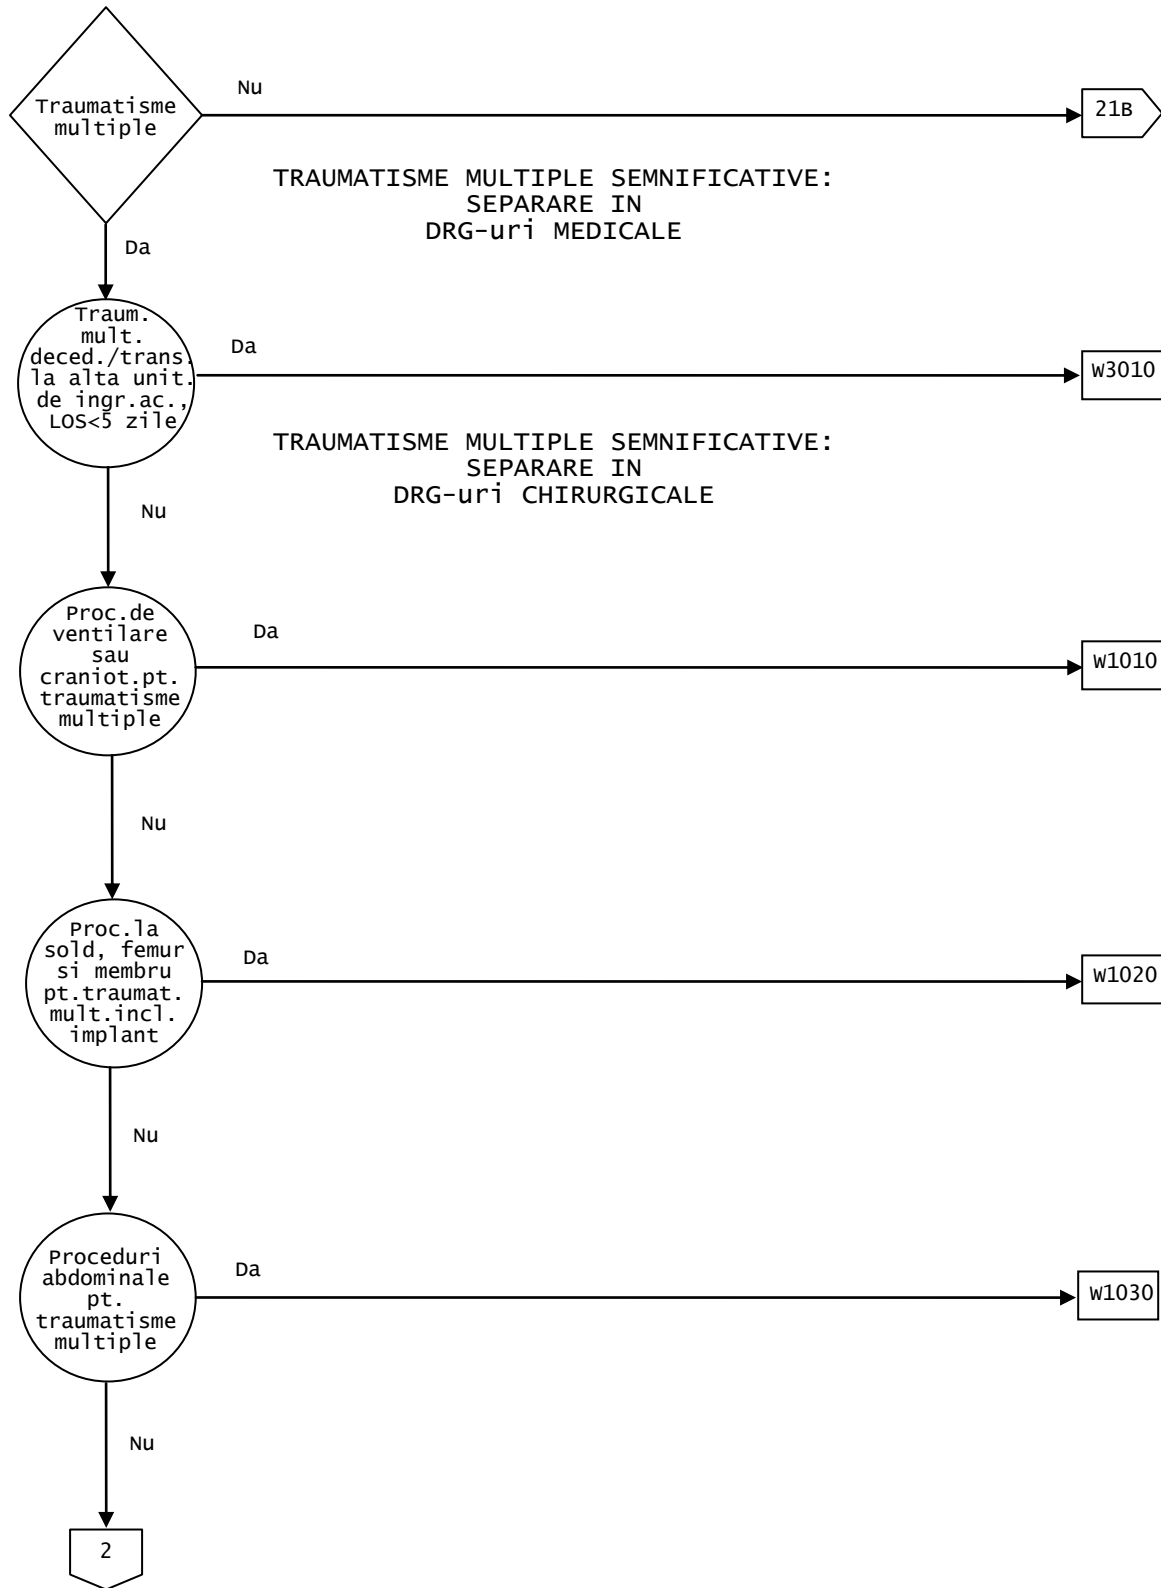 Nu
Traumatisme
multiple
21B
TRAUMATISME MULTIPLE SEMNIFICATIVE:
SEPARARE IN
DRG-uri MEDICALE
Da
Traum.
mult.
deced./trans.
la alta unit.
de ingr.ac.,
LOS<5 zile
Da
W3010
TRAUMATISME MULTIPLE SEMNIFICATIVE:
SEPARARE IN
DRG-uri CHIRURGICALE
Nu
Proc.de
ventilare
sau
craniot.pt.
traumatisme
multiple
Da
W1010
Nu
Proc.la
sold, femur
si membru
pt.traumat.
mult.incl.
implant
Da
W1020
Nu
Proceduri
abdominale
pt.
traumatisme
multiple
Da
W1030
Nu
2